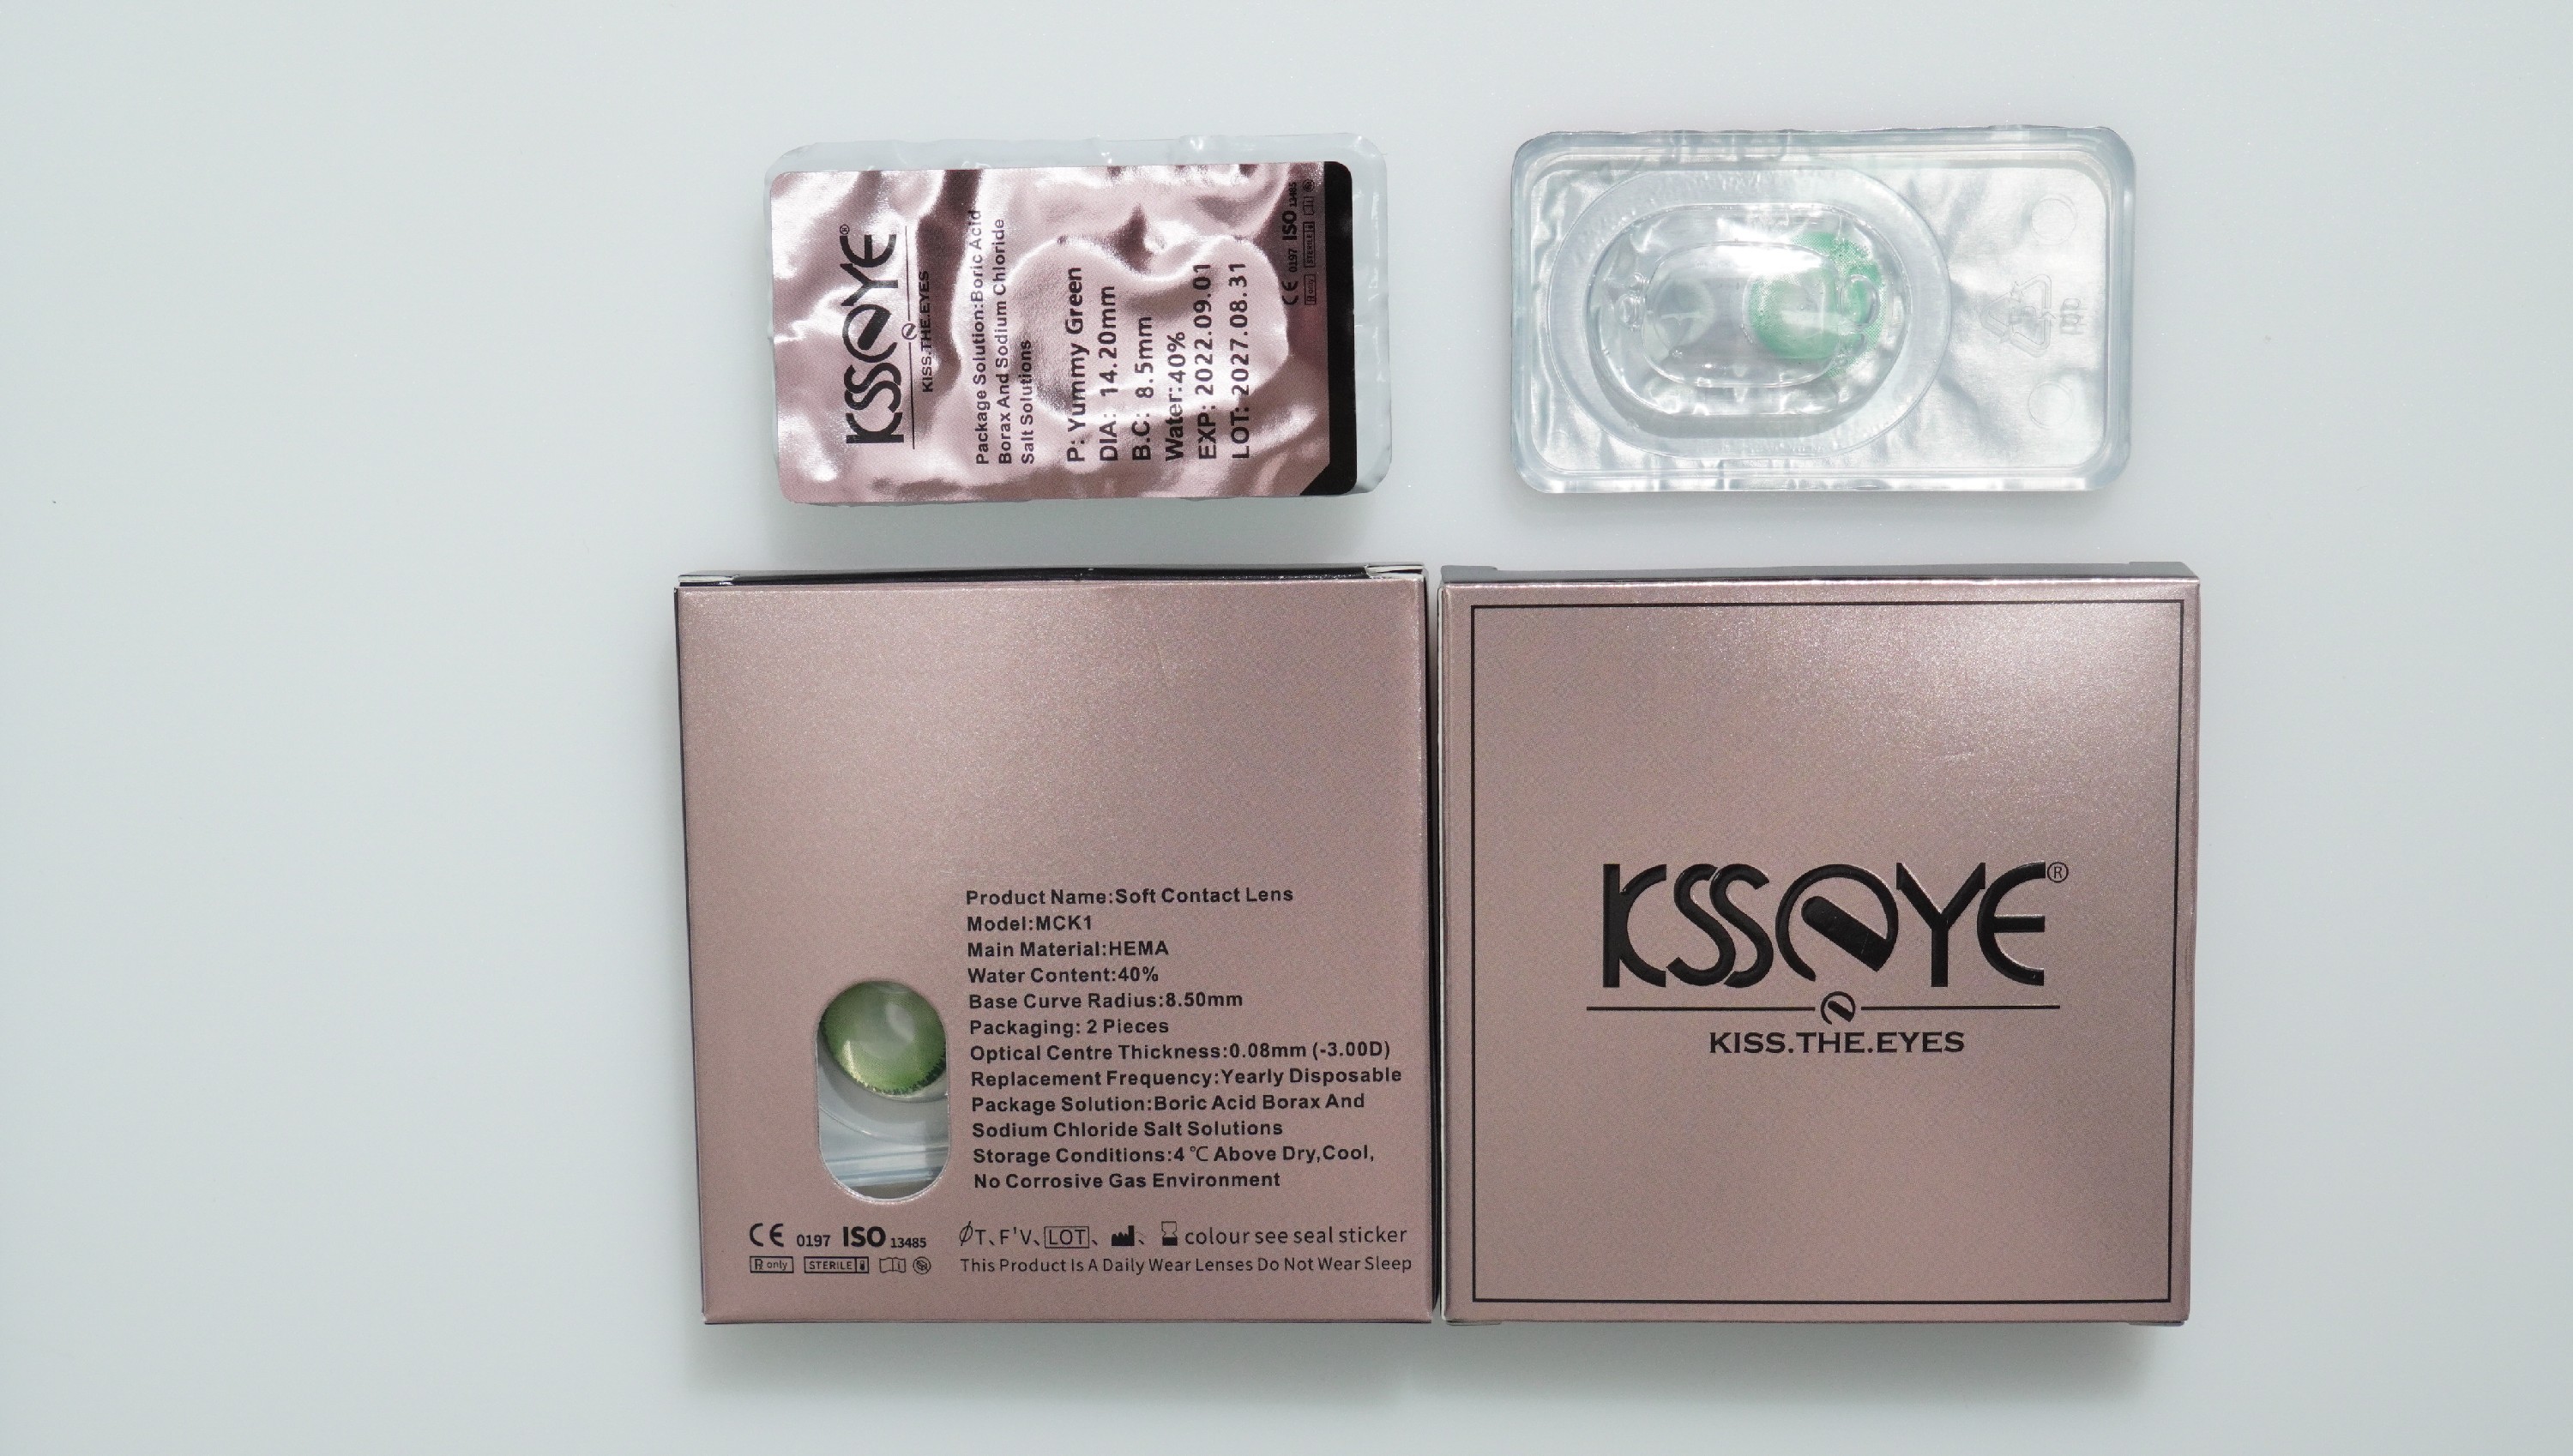 KSSEYE®
KISS.THE.EYES
Package Solution:Boric Acid
Borax And Sodium Chloride
Salt Solutions
P: Yummy Green
DIA: 14.20mm
B.C: 8.5mm
Water:40%
EXP: 2022.09.01
LOT: 2027.08.31
CE 0197 ISO 13485
R only STERILE
Product Name:Soft Contact Lens
Model:MCK1
Main Material:HEMA
Water Content:40%
Base Curve Radius:8.50mm
Packaging: 2 Pieces
Optical Centre Thickness:0.08mm (-3.00D)
Replacement Frequency:Yearly Disposable
Package Solution:Boric Acid Borax And
Sodium Chloride Salt Solutions
Storage Conditions:4 ℃ Above Dry,Cool,
No Corrosive Gas Environment
CE 0197 ISO 13485
R only STERILE
∅T、F'V、LOT、 、 colour see seal sticker
This Product Is A Daily Wear Lenses Do Not Wear Sleep
KSSEYE®
KISS.THE.EYES